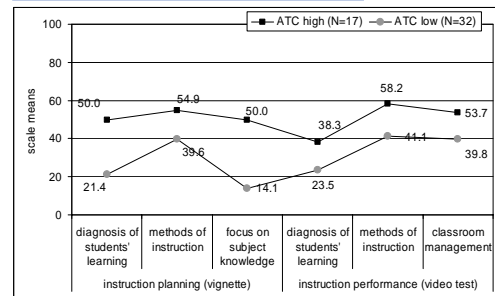 ATC high (N=17) ATC low (N=32)
100
80
60
40
20
0
scale means
50.0 54.9 50.0 38.3 58.2 53.7
21.4 39.6 14.1 23.5 41.1 39.8
diagnosis of students' learning
methods of instruction
focus on subject knowledge
diagnosis of students' learning
methods of instruction
classroom management
instruction planning (vignette) instruction performance (video test)